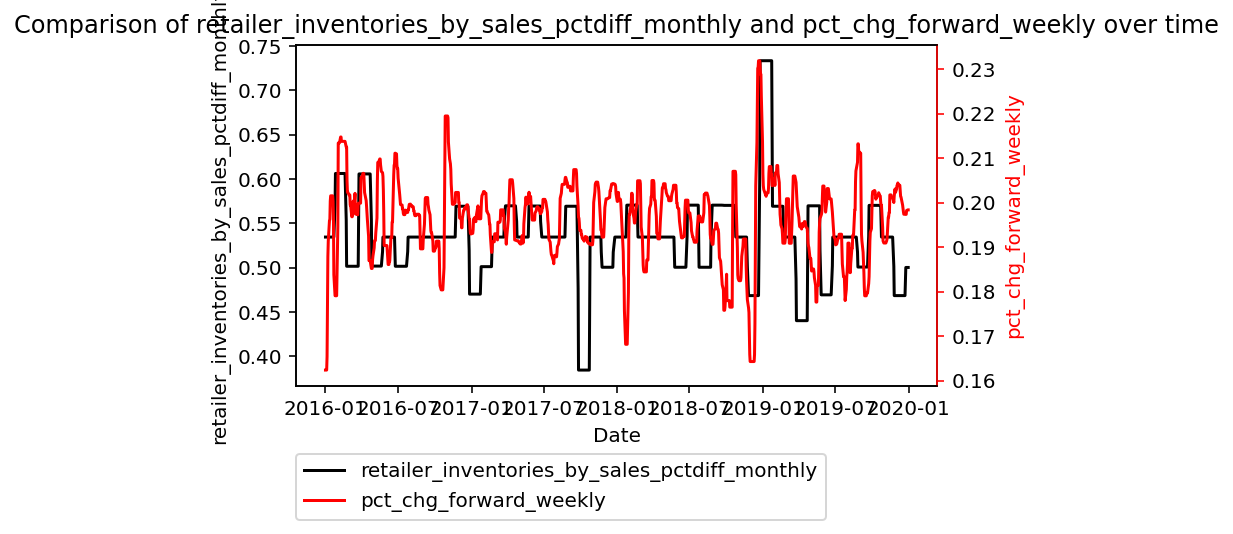 Comparison of retailer_inventories_by_sales_pctdiff_monthly and pct_chg_forward_weekly over time
retailer_inventories_by_sales_pctdiff_monthly
0.75
0.70
0.65
0.60
0.55
0.50
0.45
0.40
0.23
0.22
0.21
0.20
0.19
0.18
0.17
0.16
pct_chg_forward_weekly
2016-01 2016-07 2017-01 2017-07 2018-01 2018-07 2019-01 2019-07 2020-01
Date
retailer_inventories_by_sales_pctdiff_monthly
pct_chg_forward_weekly